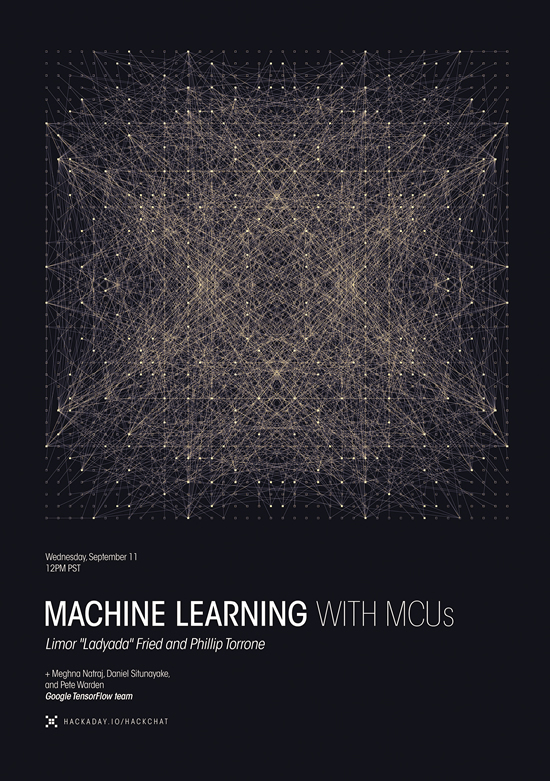 Wednesday, September 11
12PM PST
MACHINE LEARNING WITH MCUs
Limor "Ladyada" Fried and Phillip Torrone
+ Meghna Natraj, Daniel Situnayake,
and Pete Warden
Google TensorFlow team
HACKADAY.IO/HACKCHAT